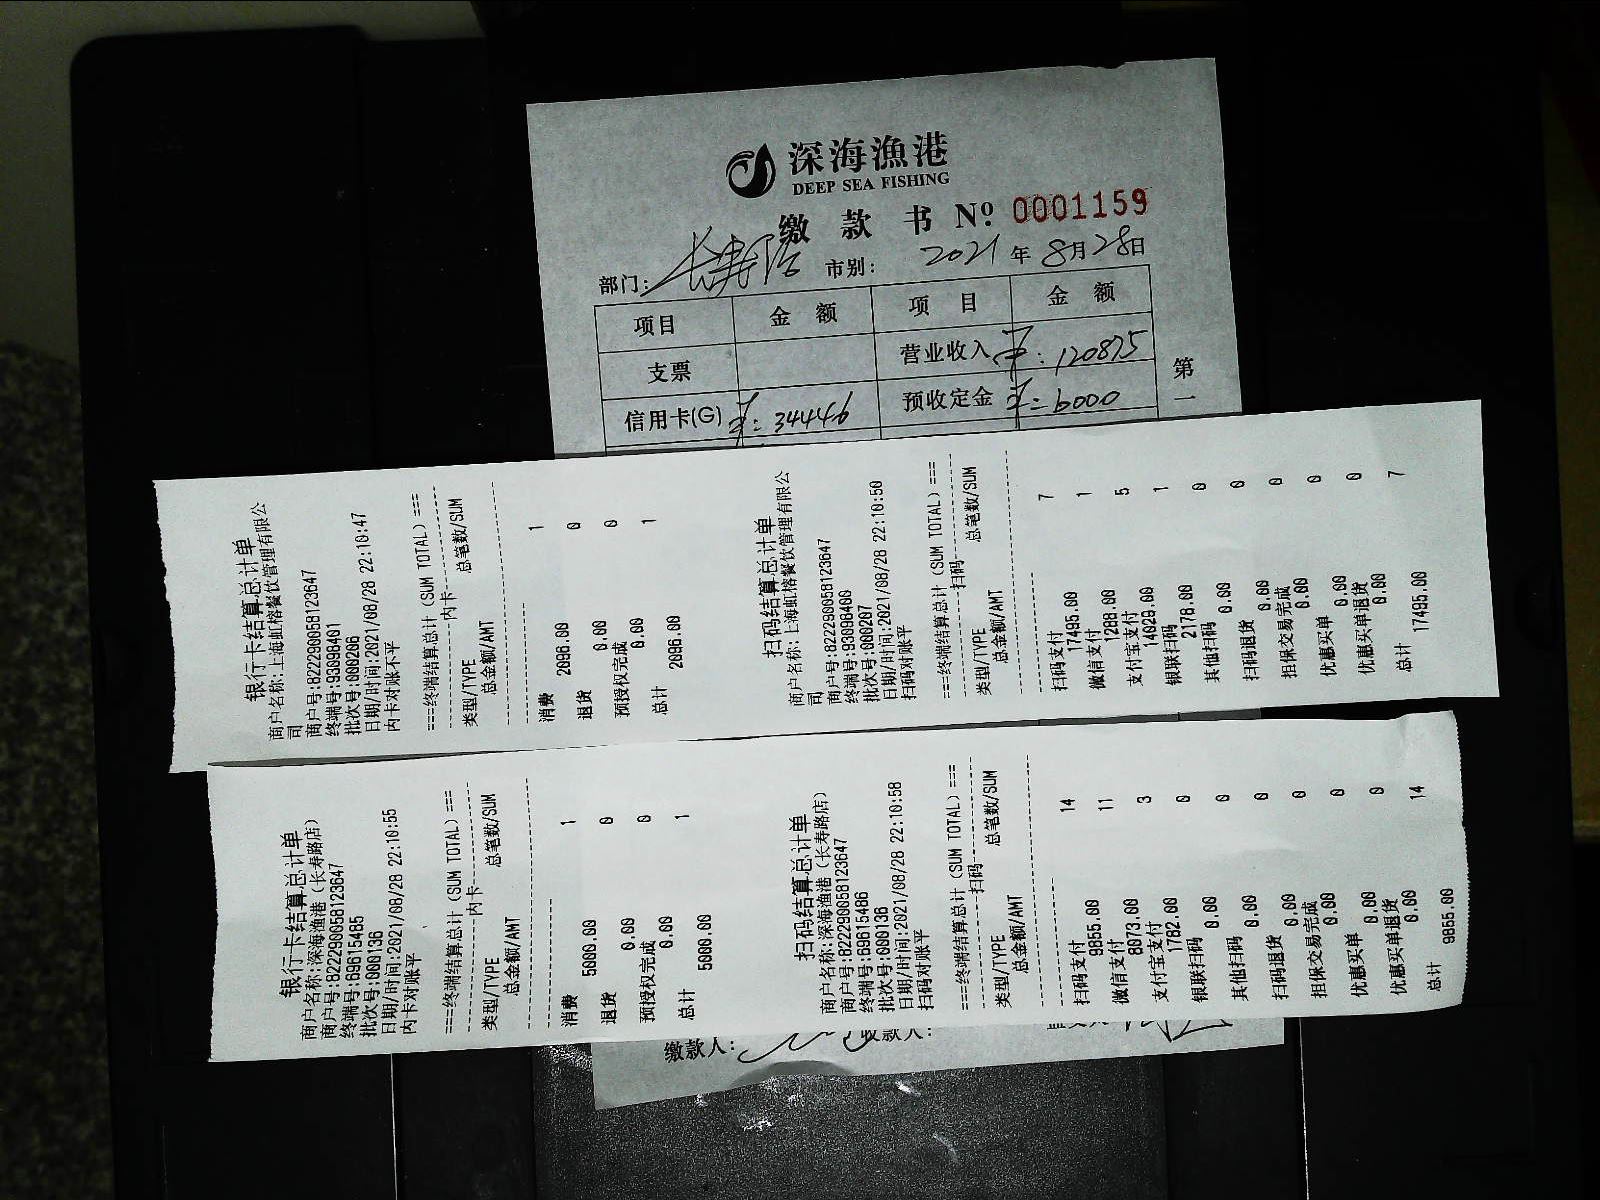 深海漁港
DEEP SEA FISHING
缴 款 书 Nº: 0001159
部门: 长寿店 市别: 2021 年 8月28日
项目 金 额 项 目 金 额
支票 营业收入 ¥: 120875
信用卡(G) ¥: 34446 预收定金 ¥: 6000
第
一
银行卡结算总计单
商户名称:上海虹榕餐饮管理有限公
司
商户号:822290058123647
终端号:93098401
批次号:000206
日期/时间:2021/08/28 22:10:47
内卡对账不平
===终端结算总计(SUM TOTAL)===
内卡
类型/TYPE 总笔数/SUM
总金额/AMT
消费 1
2096.00
退货 0
0.00
预授权完成 0
0.00
总计 1
2096.00
扫码结算总计单
商户名称:上海虹榕餐饮管理有限公
司
商户号:822290058123647
终端号:93098400
批次号:000207
日期/时间:2021/08/28 22:10:50
扫码对账平
===终端结算总计(SUM TOTAL)===
扫码
类型/TYPE 总笔数/SUM
总金额/AMT
扫码支付 7
17495.00
微信支付 1
1288.00
支付宝支付 5
14029.00
银联扫码 1
2178.00
其他扫码 0
0.00
扫码退货 0
0.00
担保交易完成 0
0.00
优惠买单 0
0.00
优惠买单退货 0
0.00
总计 7
17495.00
银行卡结算总计单
商户名称:深海渔港(长寿路店)
商户号:822290058123647
终端号:69615485
批次号:000136
日期/时间:2021/08/28 22:10:55
内卡对账平
===终端结算总计(SUM TOTAL)===
内卡
类型/TYPE 总笔数/SUM
总金额/AMT
消费 1
5000.00
退货 0
0.00
预授权完成 0
0.00
总计 1
5000.00
扫码结算总计单
商户名称:深海渔港(长寿路店)
商户号:822290058123647
终端号:69615486
批次号:000136
日期/时间:2021/08/28 22:10:58
扫码对账平
===终端结算总计(SUM TOTAL)===
扫码
类型/TYPE 总笔数/SUM
总金额/AMT
扫码支付 14
9855.00
微信支付 11
8073.00
支付宝支付 3
1782.00
银联扫码 0
0.00
其他扫码 0
0.00
扫码退货 0
0.00
担保交易完成 0
0.00
优惠买单 0
0.00
优惠买单退货 0
0.00
总计 14
9855.00
缴款人: 收款人: